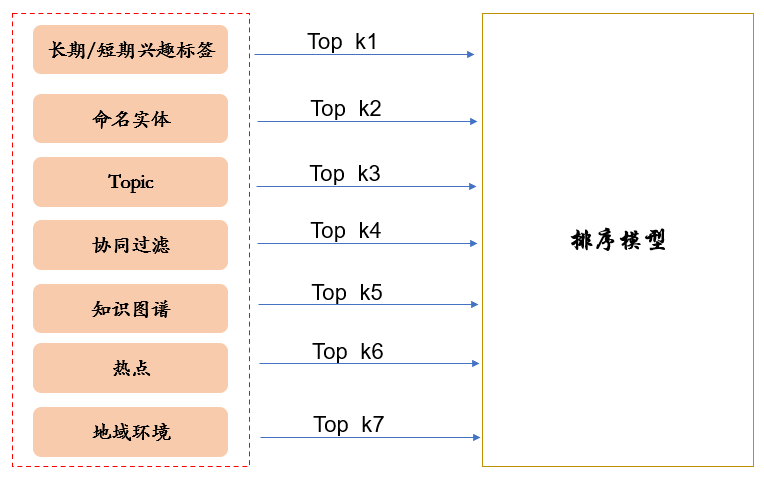 长期/短期兴趣标签
Top k1
命名实体
Top k2
Topic
Top k3
协同过滤
Top k4
知识图谱
Top k5
热点
Top k6
地域环境
Top k7
排序模型